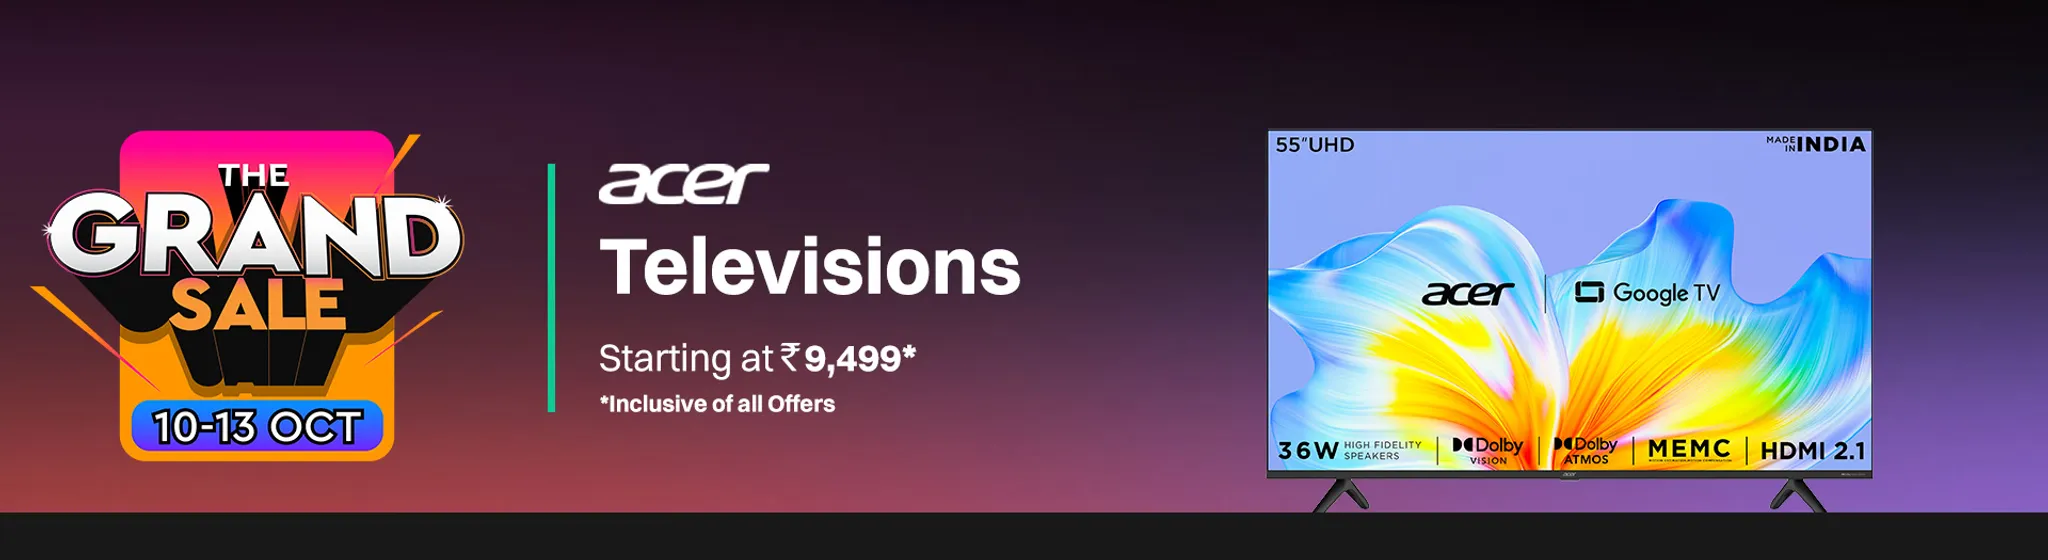 THE
GRAND
SALE
10-13 OCT
acer
Televisions
Starting at ₹9,499*
*Inclusive of all Offers
55"UHD
MADE IN INDIA
acer
Google TV
36W HIGH FIDELITY SPEAKERS
Dolby VISION
Dolby ATMOS
MEMC
HDMI 2.1
acer